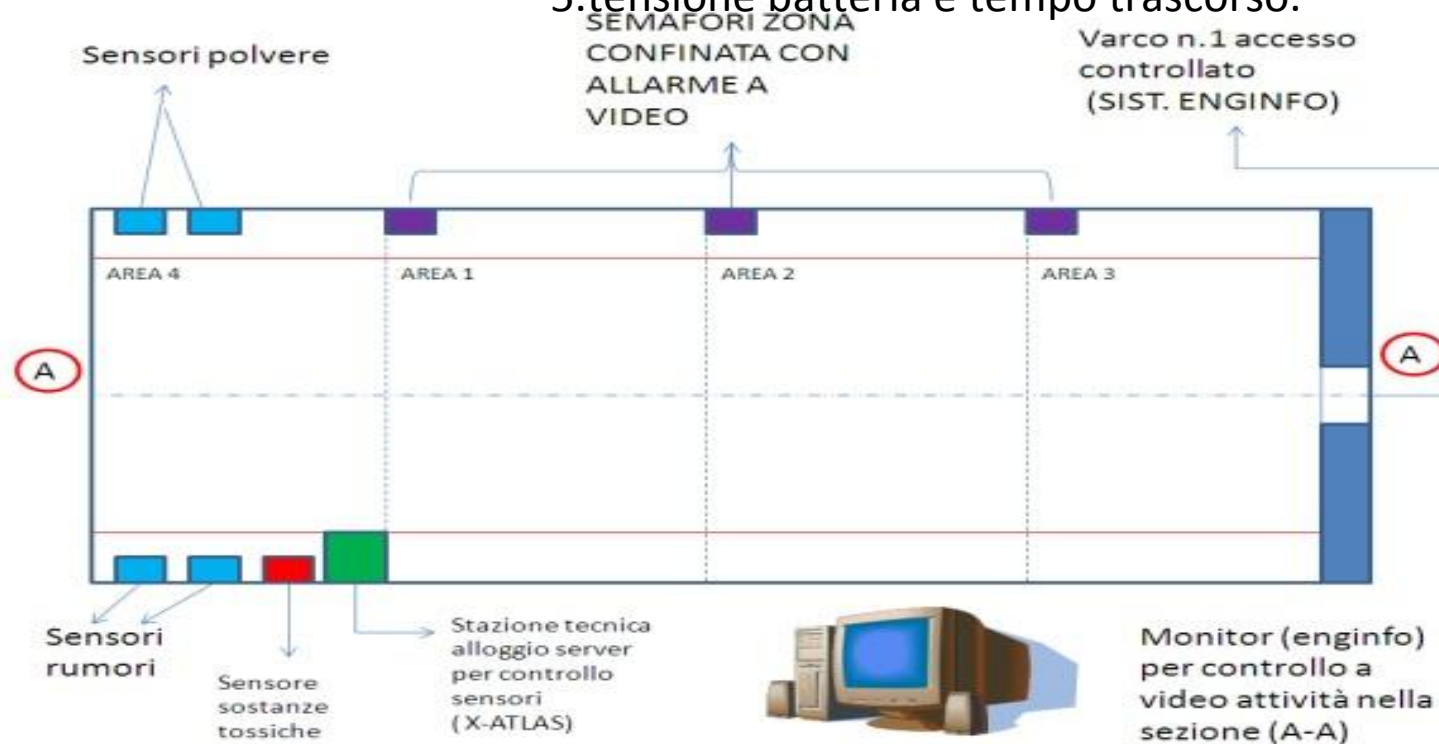 5.tensione batteria e tempo trascorso.
Sensori polvere
SEMAFORI ZONA
CONFINATA CON
ALLARME A
VIDEO
Varco n.1 accesso
controllato
(SIST. ENGINFO)
AREA 4
AREA 1
AREA 2
AREA 3
A
A
Sensori
rumori
Sensore
sostanze
tossiche
Stazione tecnica
alloggio server
per controllo
sensori
(X-ATLAS)
Monitor (enginfo)
per controllo a
video attività nella
sezione (A-A)